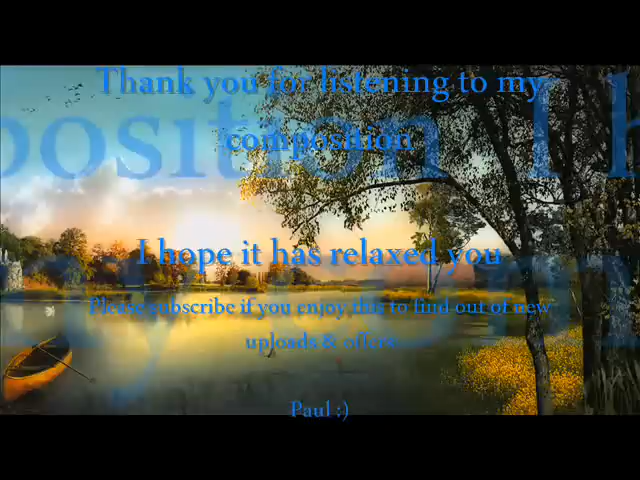 Thank you for listening to my
composition
I hope it has relaxed you
Please subscribe if you enjoy this to find out of new
uploads & offers
Paul :)
position I h